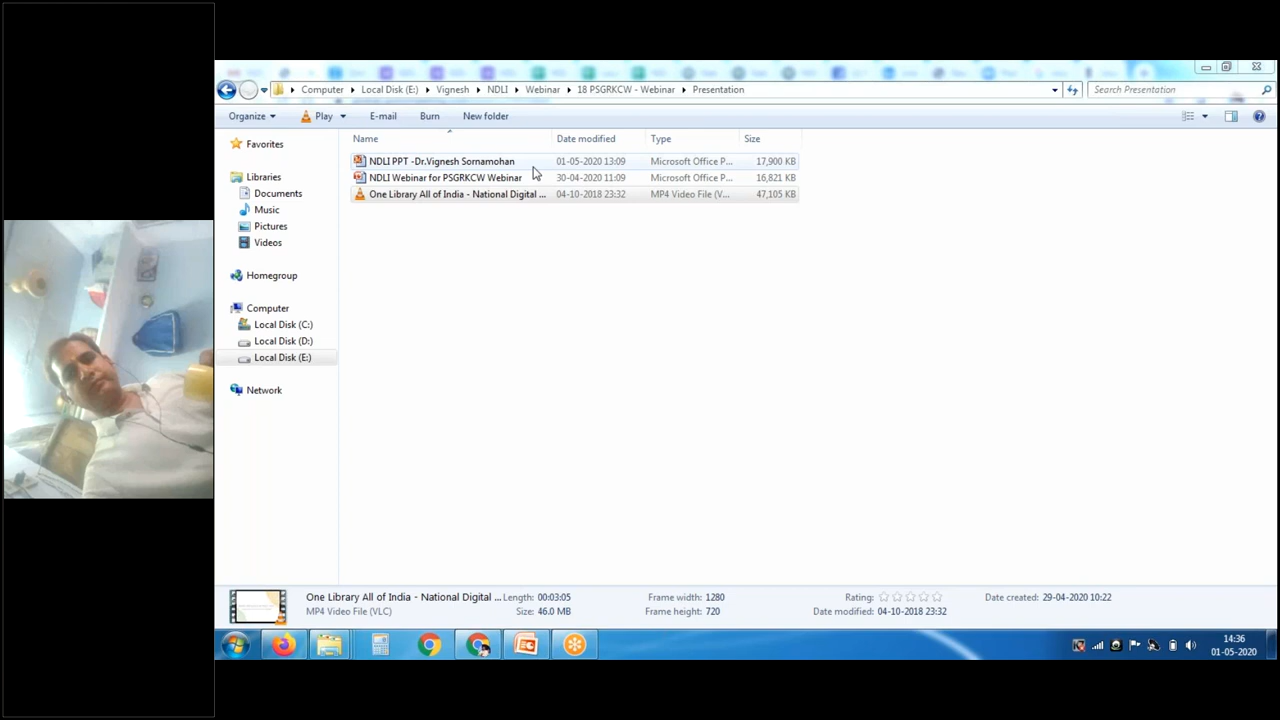 Computer Local Disk (E:) Vignesh NDLI Webinar 18 PSGRKCW - Webinar Presentation Search Presentation
Organize Play E-mail Burn New folder
Favorites
Libraries
Documents
Music
Pictures
Videos
Homegroup
Computer
Local Disk (C:)
Local Disk (D:)
Local Disk (E:)
Network
Name Date modified Type Size
NDLI PPT -Dr.Vignesh Sornamohan 01-05-2020 13:09 Microsoft Office P... 17,900 KB
NDLI Webinar for PSGRKCW Webinar 30-04-2020 11:09 Microsoft Office P... 16,821 KB
One Library All of India - National Digital ... 04-10-2018 23:32 MP4 Video File (V... 47,105 KB
One Library All of India - National Digital ... Length: 00:03:05 Frame width: 1280 Rating: Date created: 29-04-2020 10:22
MP4 Video File (VLC) Size: 46.0 MB Frame height: 720 Date modified: 04-10-2018 23:32
14:36
01-05-2020